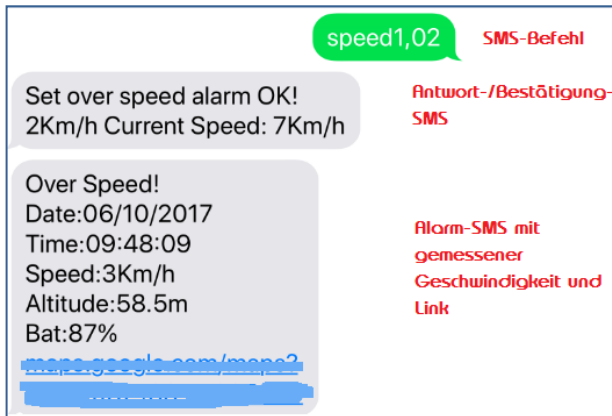 speed1,02
SMS-Befehl
Set over speed alarm OK!
2Km/h Current Speed: 7Km/h
Antwort-/Bestätigung-
SMS
Over Speed!
Date:06/10/2017
Time:09:48:09
Speed:3Km/h
Altitude:58.5m
Bat:87%
Alarm-SMS mit
gemessener
Geschwindigkeit und
Link